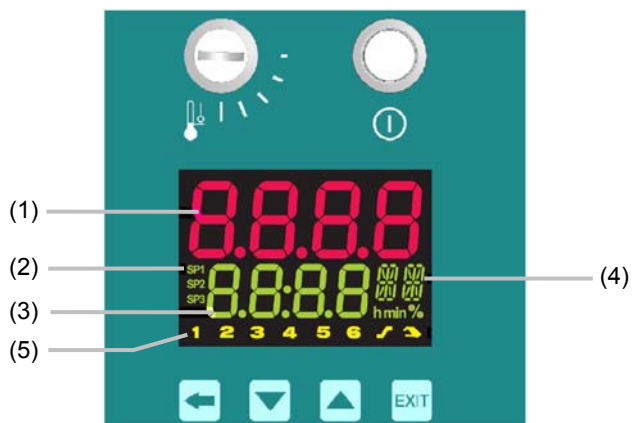 (1)
8.8.8.8
(2) SP1
SP2
SP3
8.8:8.8
(4)
(3)
h min %
(5) 1 2 3 4 5 6
EXIT